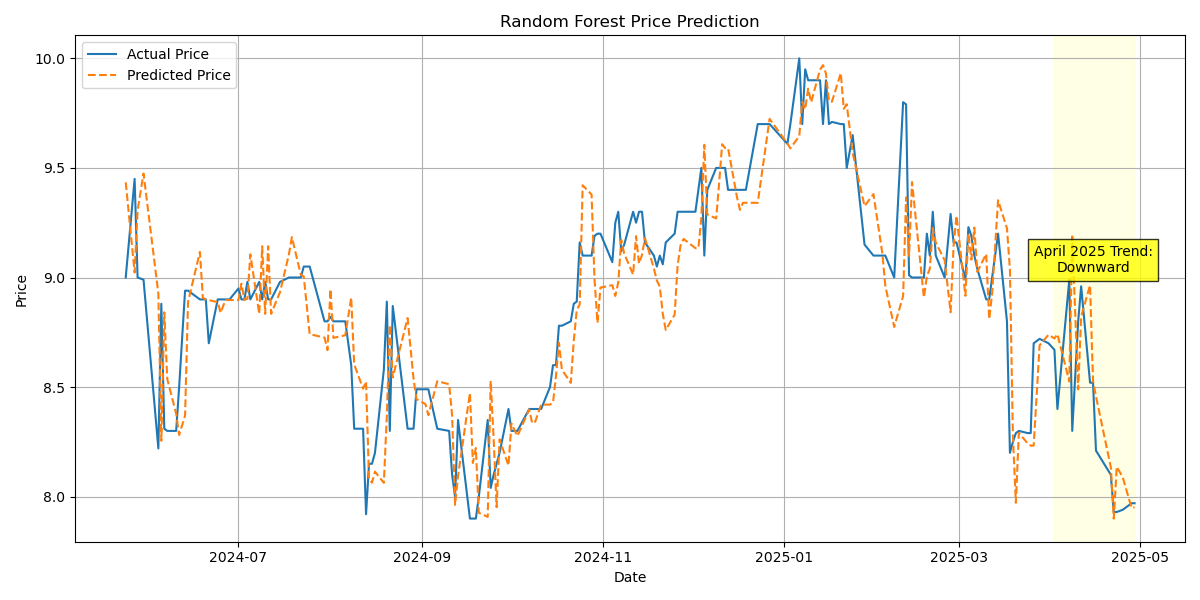 Random Forest Price Prediction
Actual Price
Predicted Price
10.0
9.5
9.0
8.5
8.0
Price
April 2025 Trend:
Downward
2024-07
2024-09
2024-11
2025-01
2025-03
2025-05
Date